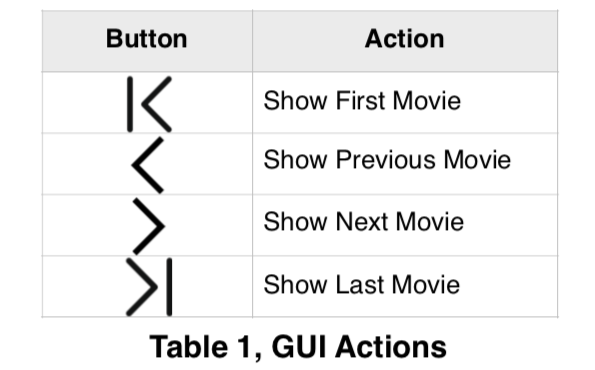 Button Action
Show First Movie
Show Previous Movie
Show Next Movie
Show Last Movie
Table 1, GUI Actions